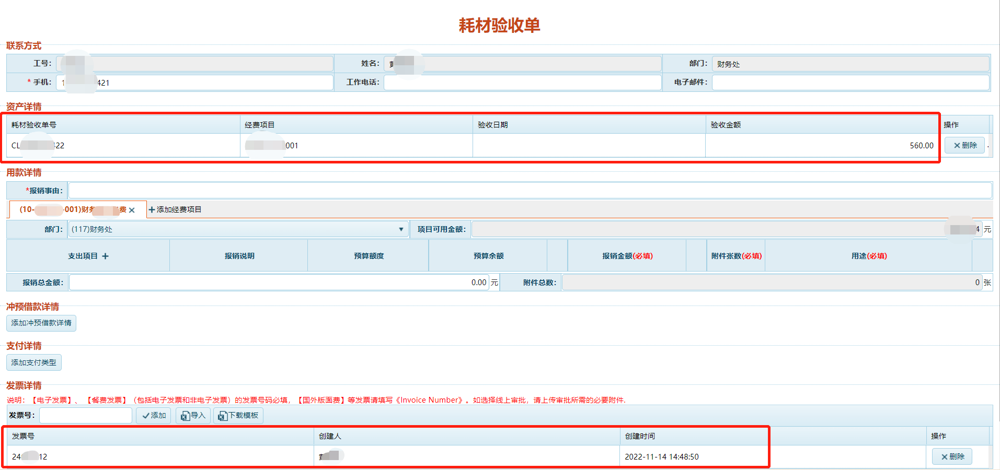 耗材验收单
联系方式
工号： 姓名： 部门： 财务处
* 手机： 1 421 工作电话： 电子邮件：
资产详情
耗材验收单号 经费项目 验收日期 验收金额 操作
CL 22 001 560.00 删除
用款详情
*报销事由：
(10- -001)财 费 添加经费项目
部门： (117)财务处 项目可用金额： 4 元
支出项目 报销说明 预算额度 预算余额 报销金额(必填) 附件张数(必填) 用途(必填)
报销总金额： 0.00 元 附件总数： 0 张
冲预借款详情
添加冲预借款详情
支付详情
添加支付类型
发票详情
说明：【电子发票】、【餐费发票】（包括电子发票和非电子发票）的发票号码必填，【国外版面费】等发票请填写《Invoice Number》。如选择线上审批，请上传审批所需的必要附件.
发票号： 添加 导入 下载模板
发票号 创建人 创建时间 操作
24 12 2022-11-14 14:48:50 删除